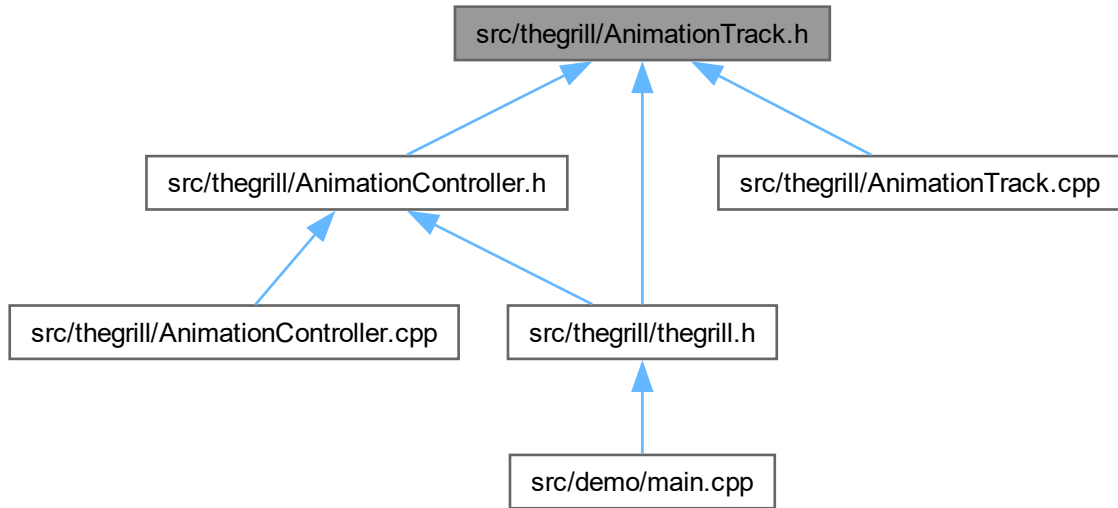 src/thegrill/AnimationTrack.h
src/thegrill/AnimationController.h
src/thegrill/AnimationTrack.cpp
src/thegrill/AnimationController.cpp
src/thegrill/thegrill.h
src/demo/main.cpp